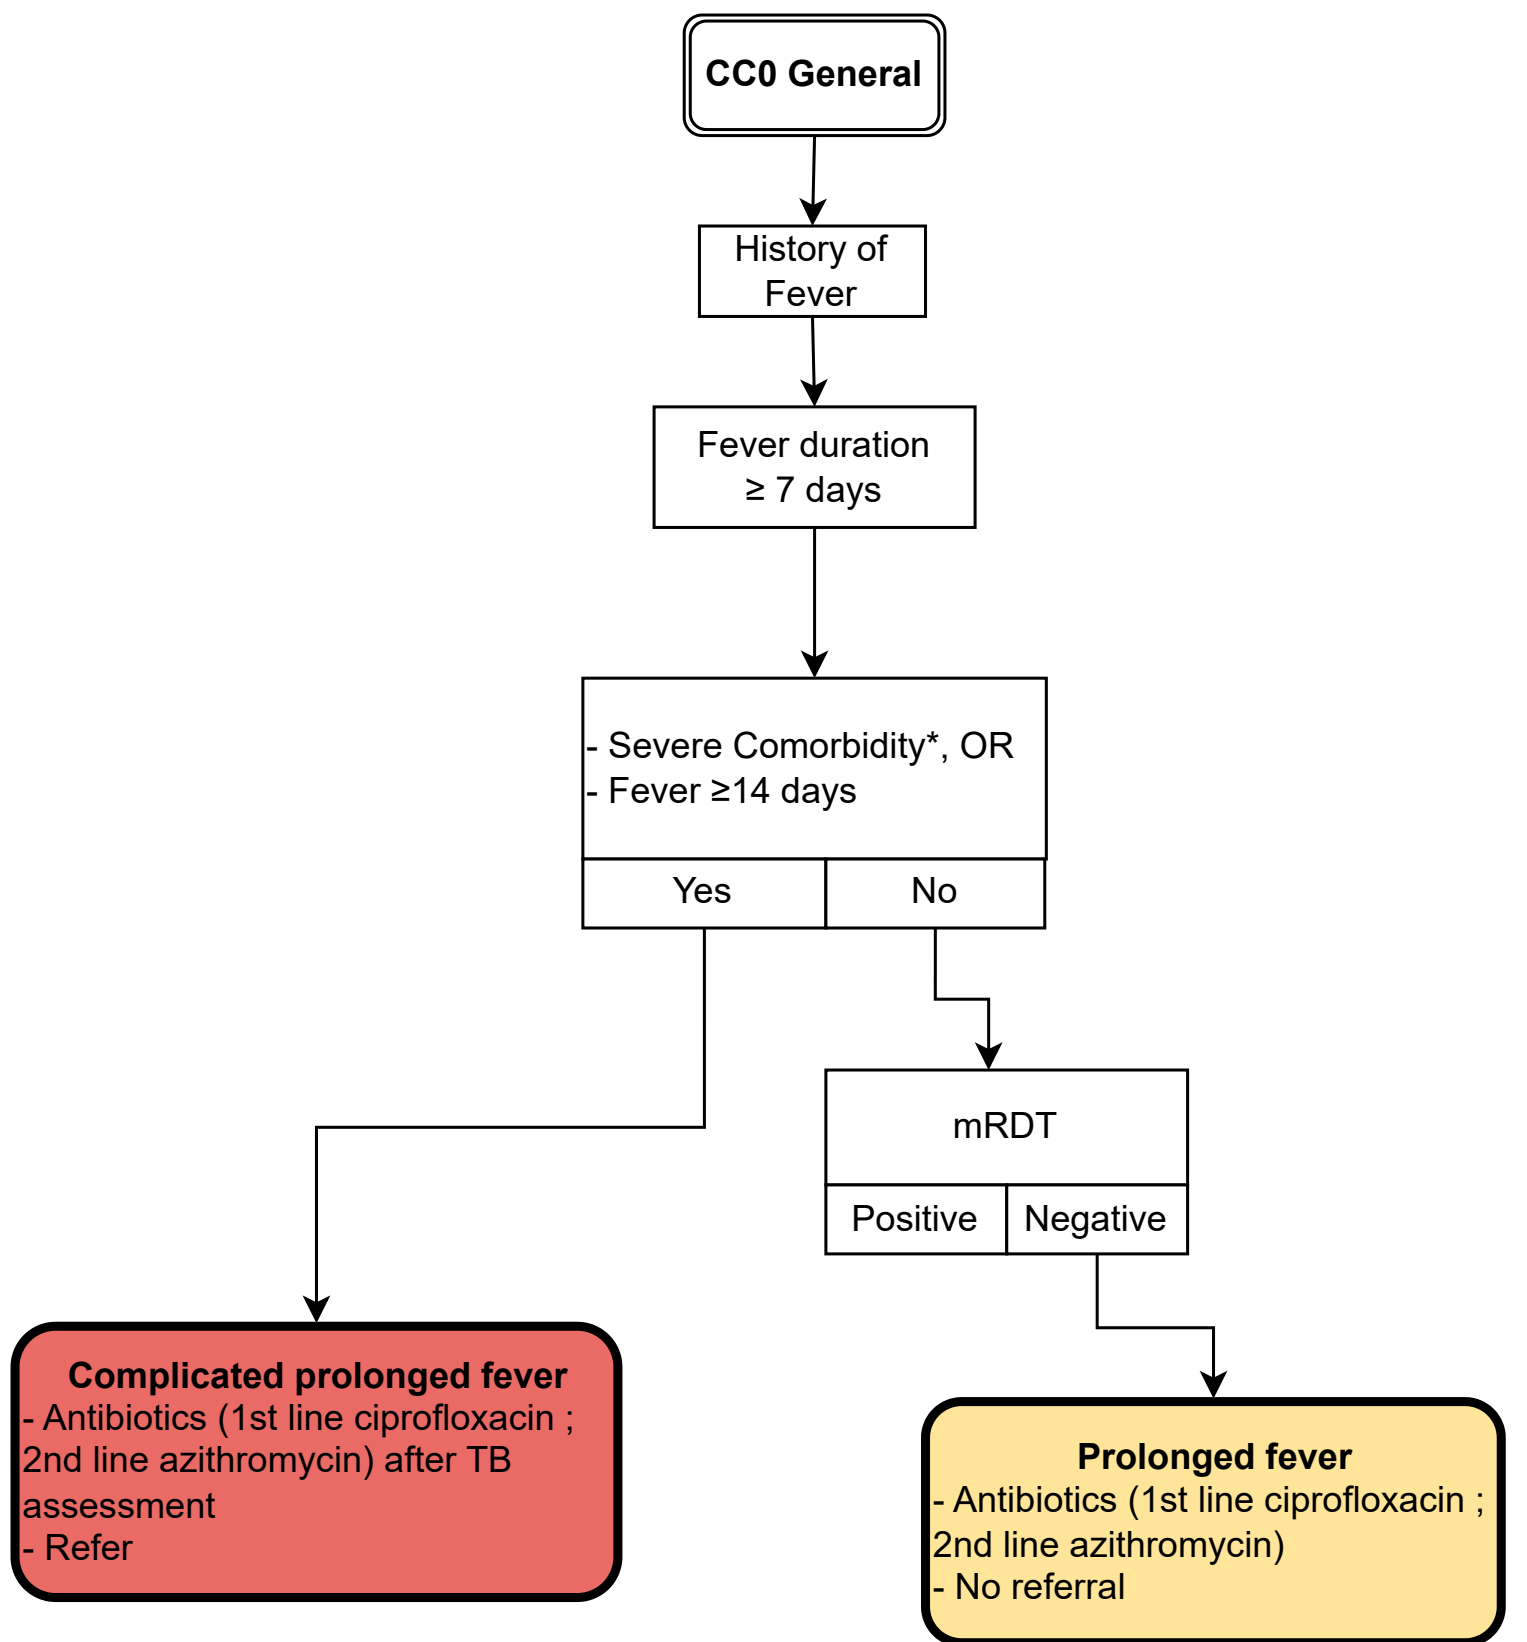 CC0 General
History of
Fever
Fever duration
≥ 7 days
- Severe Comorbidity*, OR
- Fever ≥14 days
Yes
No
mRDT
Positive
Negative
Complicated prolonged fever
- Antibiotics (1st line ciprofloxacin ;
2nd line azithromycin) after TB
assessment
- Refer
Prolonged fever
- Antibiotics (1st line ciprofloxacin ;
2nd line azithromycin)
- No referral